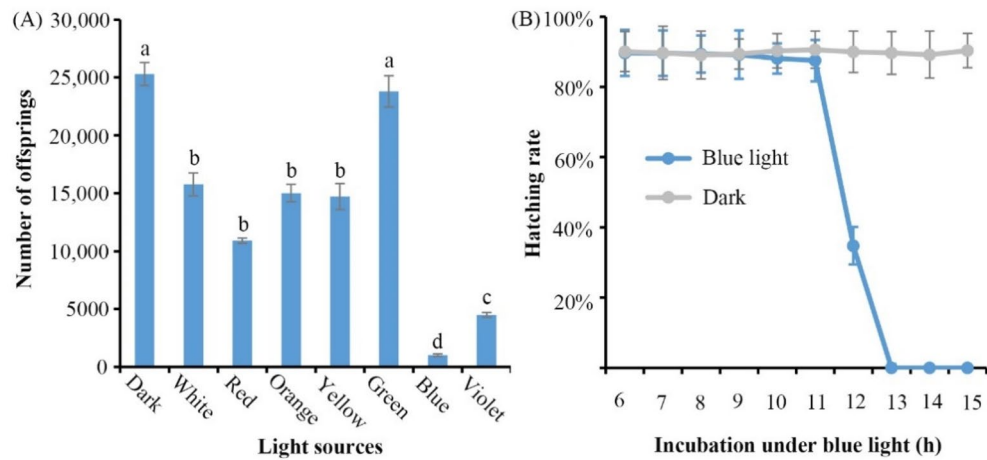 (A)
30,000
25,000
20,000
15,000
10,000
5000
0
Number of offsprings
a
b
b
b
b
a
d
c
Dark
White
Red
Orange
Yellow
Green
Blue
Violet
Light sources
(B)
100%
80%
60%
40%
20%
Hatching rate
Blue light
Dark
6 7 8 9 10 11 12 13 14 15
Incubation under blue light (h)